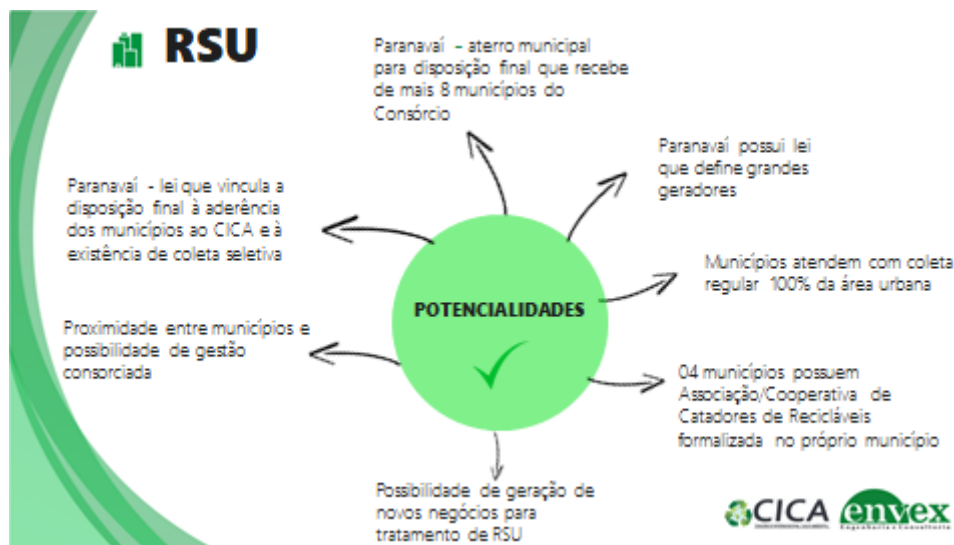 RSU
Paranavaí - aterro municipal
para disposição final que recebe
de mais 8 municípios do
Consórcio
Paranavaí possui lei
que define grandes
geradores
Paranavaí - lei que vincula a
disposição final à aderência
dos municípios ao CICA e à
existência de coleta seletiva
Municípios atendem com coleta
regular 100% da área urbana
POTENCIALIDADES
Proximidade entre municípios e
possibilidade de gestão
consorciada
04 municípios possuem
Associação/Cooperativa de
Catadores de Recicláveis
formalizada no próprio município
Possibilidade de geração de
novos negócios para
tratamento de RSU
CICA
envex
Engenharia e Consultoria